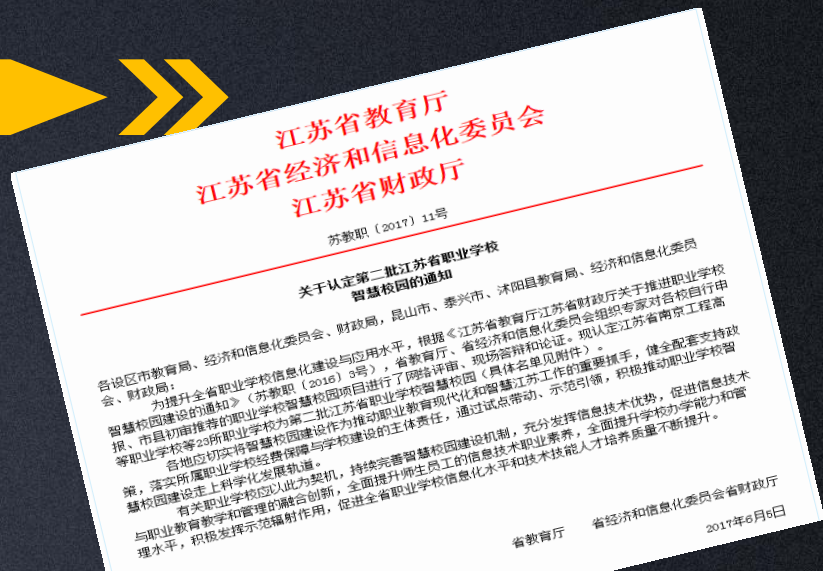 江苏省教育厅
江苏省经济和信息化委员会
江苏省财政厅
苏教职〔2017〕11号
关于认定第二批江苏省职业学校
智慧校园的通知
各设区市教育局、经济和信息化委员会、财政局，昆山市、泰兴市、沭阳县教育局、经济和信息化委员
会、财政局：
为提升全省职业学校信息化建设与应用水平，根据《江苏省教育厅江苏省财政厅关于推进职业学校
智慧校园建设的通知》（苏教职〔2016〕3号），省教育厅、省经济和信息化委员会组织专家对各校自行申
报、市县初审推荐的职业学校智慧校园项目进行了网络评审、现场答辩和论证。现认定江苏省南京工程高
等职业学校等23所职业学校为第二批江苏省职业学校智慧校园（具体名单见附件）。
各地应切实将智慧校园建设作为推动职业教育现代化和智慧江苏工作的重要抓手，健全配套支持政
策，落实所属职业学校经费保障与学校建设的主体责任，通过试点带动、示范引领，积极推动职业学校智
慧校园建设走上科学化发展轨道。
有关职业学校应以此为契机，持续完善智慧校园建设机制，充分发挥信息技术优势，促进信息技术
与职业教育教学和管理的融合创新，全面提升师生员工的信息技术职业素养，全面提升学校办学能力和管
理水平，积极发挥示范辐射作用，促进全省职业学校信息化水平和技术技能人才培养质量不断提升。
省教育厅 省经济和信息化委员会省财政厅
2017年6月5日